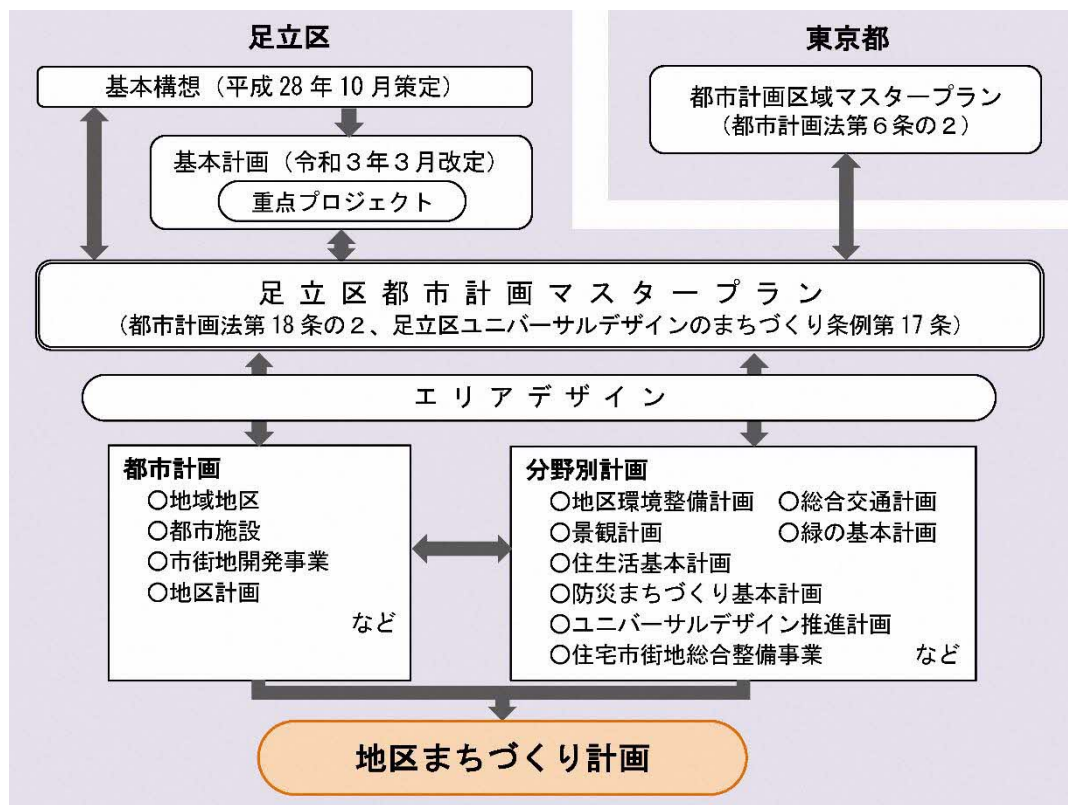 足立区
基本構想（平成28年10月策定）
基本計画（令和3年3月改定）
重点プロジェクト
東京都
都市計画区域マスタープラン
（都市計画法第6条の2）
足立区都市計画マスタープラン
（都市計画法第18条の2、足立区ユニバーサルデザインのまちづくり条例第17条）
エリアデザイン
都市計画
○地域地区
○都市施設
○市街地開発事業
○地区計画
など
分野別計画
○地区環境整備計画　○総合交通計画
○景観計画　○緑の基本計画
○住生活基本計画
○防災まちづくり基本計画
○ユニバーサルデザイン推進計画
○住宅市街地総合整備事業　など
地区まちづくり計画